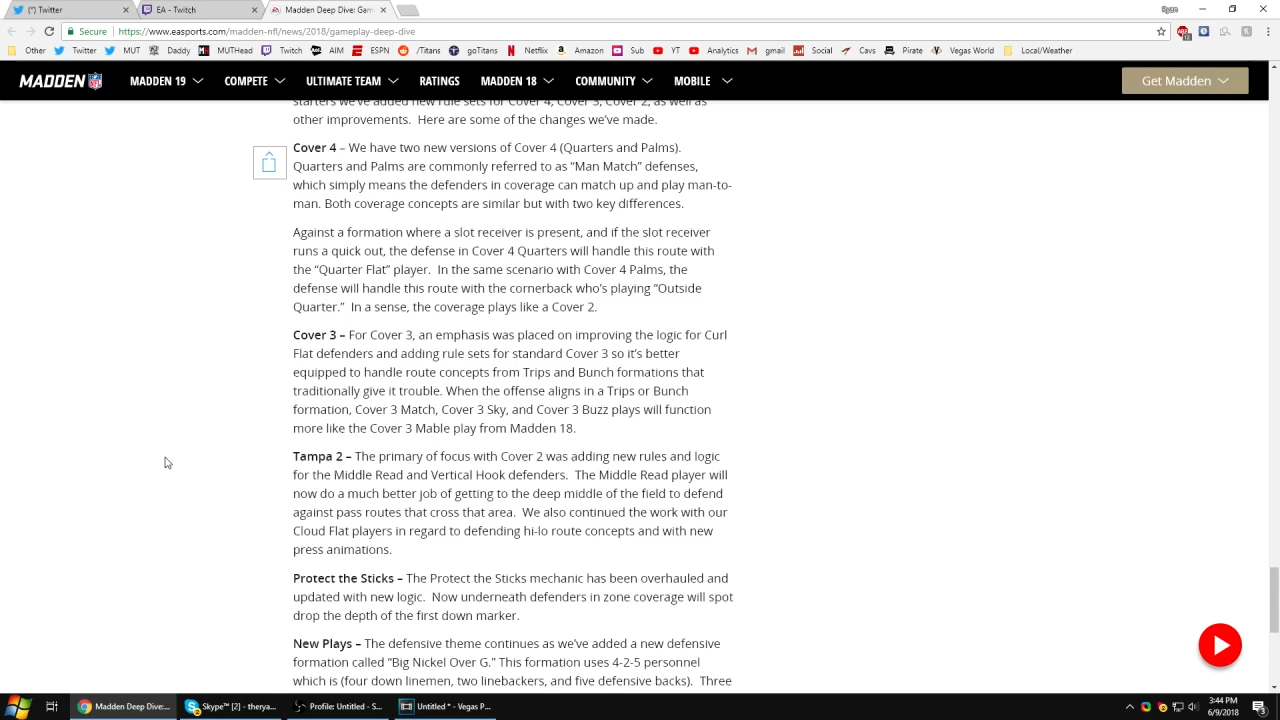 (*) Twitter
EA - Twitch
Madden Deep Dive: Gam
Ryan
Secure
https://www.easports.com/madden-nfl/news/2018/gameplay-deep-dive
Other
Twitter
MUT
Daddy
MUTHead
Twitch
AIM
ESPN
/Titans
goTitans
Netflix
Amazon
Sub
YT
Analytics
gmail
Social
Cavs
Pirate
Vegas World
Local/Weather
MADDEN NFL
MADDEN 19
COMPETE
ULTIMATE TEAM
RATINGS
MADDEN 18
COMMUNITY
MOBILE
Get Madden
starters we've added new rule sets for Cover 4, Cover 3, Cover 2, as well as
other improvements. Here are some of the changes we've made.
Cover 4 – We have two new versions of Cover 4 (Quarters and Palms).
Quarters and Palms are commonly referred to as “Man Match” defenses,
which simply means the defenders in coverage can match up and play man-to-
man. Both coverage concepts are similar but with two key differences.
Against a formation where a slot receiver is present, and if the slot receiver
runs a quick out, the defense in Cover 4 Quarters will handle this route with
the “Quarter Flat” player. In the same scenario with Cover 4 Palms, the
defense will handle this route with the cornerback who's playing “Outside
Quarter.” In a sense, the coverage plays like a Cover 2.
Cover 3 – For Cover 3, an emphasis was placed on improving the logic for Curl
Flat defenders and adding rule sets for standard Cover 3 so it's better
equipped to handle route concepts from Trips and Bunch formations that
traditionally give it trouble. When the offense aligns in a Trips or Bunch
formation, Cover 3 Match, Cover 3 Sky, and Cover 3 Buzz plays will function
more like the Cover 3 Mable play from Madden 18.
Tampa 2 – The primary of focus with Cover 2 was adding new rules and logic
for the Middle Read and Vertical Hook defenders. The Middle Read player will
now do a much better job of getting to the deep middle of the field to defend
against pass routes that cross that area. We also continued the work with our
Cloud Flat players in regard to defending hi-lo route concepts and with new
press animations.
Protect the Sticks – The Protect the Sticks mechanic has been overhauled and
updated with new logic. Now underneath defenders in zone coverage will spot
drop the depth of the first down marker.
New Plays – The defensive theme continues as we've added a new defensive
formation called “Big Nickel Over G.” This formation uses 4-2-5 personnel
which is (four down linemen, two linebackers, and five defensive backs). Three
Madden Deep Dive:...
Skype™ [2] - therya...
Profile: Untitled - S...
Untitled * - Vegas P...
3:44 PM
6/9/2018